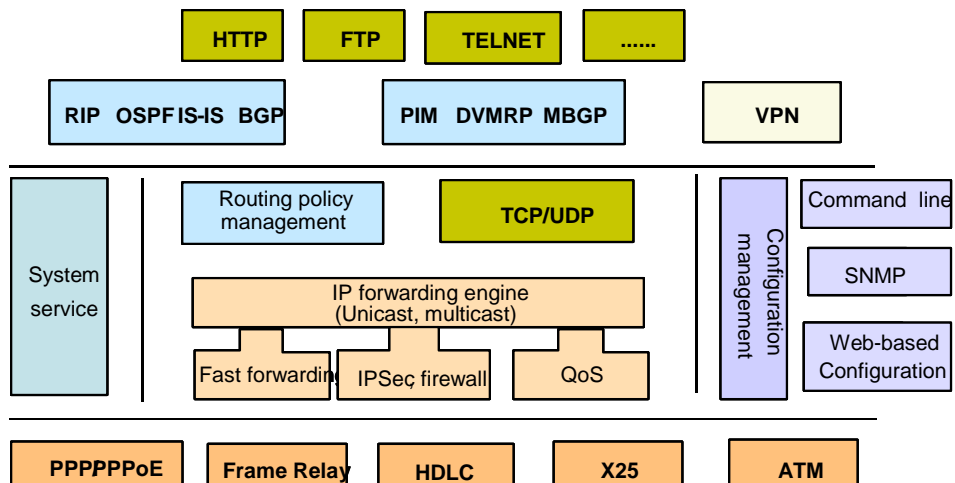 HTTP
FTP
TELNET
......
RIP OSPF IS-IS BGP
PIM DVMRP MBGP
VPN
System
service
Routing policy
management
TCP/UDP
IP forwarding engine
(Unicast, multicast)
Fast forwarding
IPSec, firewall
QoS
Configuration
management
Command line
SNMP
Web-based
Configuration
PPP/PPPoE
Frame Relay
HDLC
X25
ATM